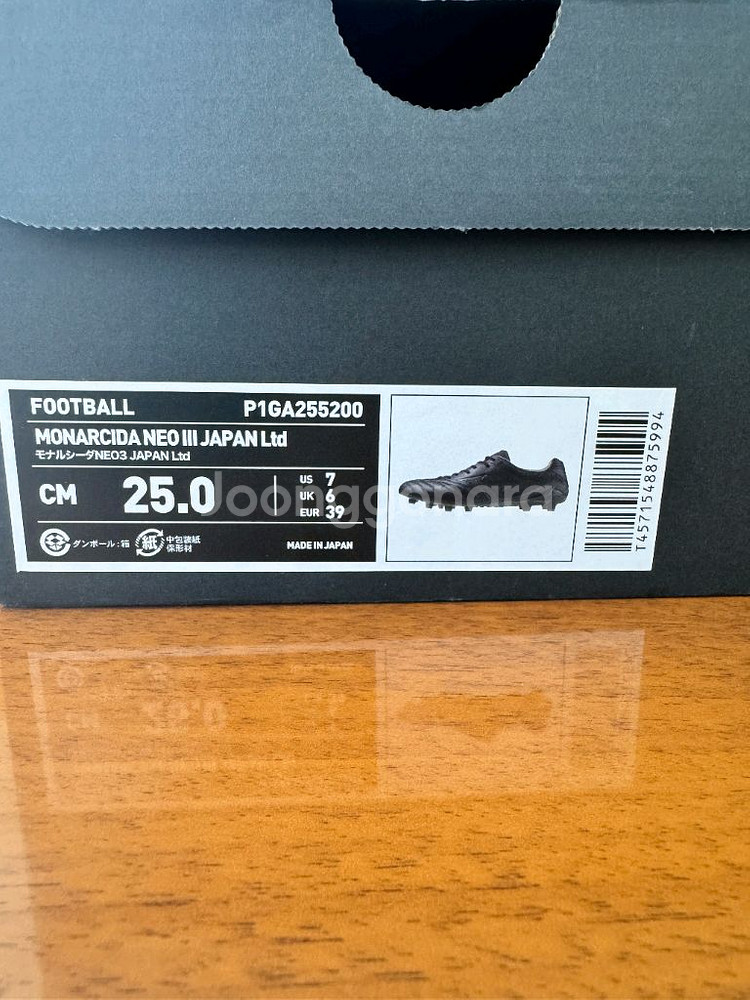 FOOTBALL P1GA255200
MONARCIDA NEO III JAPAN Ltd
モナルシーダNEO3 JAPAN Ltd
CM 25.0
US 7
UK 6
EUR 39
ダンボール:箱
紙
中包装紙
保形材
MADE IN JAPAN
T4571548875994
Joonggonara